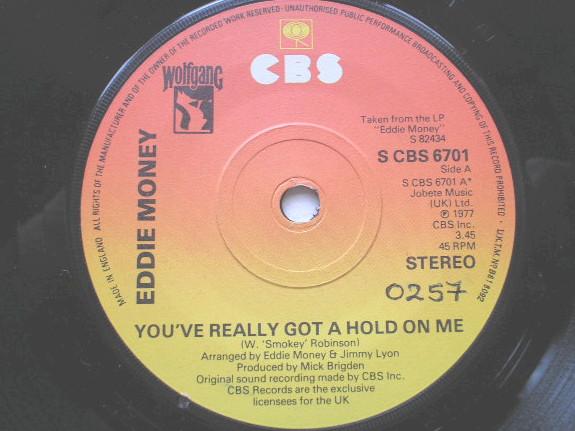 MADE IN ENGLAND ALL RIGHTS OF THE MANUFACTURER AND OF THE OWNER OF THE RECORDED WORK RESERVED · UNAUTHORISED PUBLIC PERFORMANCE BROADCASTING AND COPYING OF THIS RECORD PROHIBITED · U.K.T.M. Nº B818092
CBS
Wolfgang
EDDIE MONEY
Taken from the LP
"Eddie Money"
S 82434
S CBS 6701
Side A
S CBS 6701 A*
Jobete Music
(UK) Ltd.
℗ 1977
CBS Inc.
3.45
45 RPM
STEREO
0257
YOU'VE REALLY GOT A HOLD ON ME
(W. 'Smokey' Robinson)
Arranged by Eddie Money & Jimmy Lyon
Produced by Mick Brigden
Original sound recording made by CBS Inc.
CBS Records are the exclusive
licensees for the UK